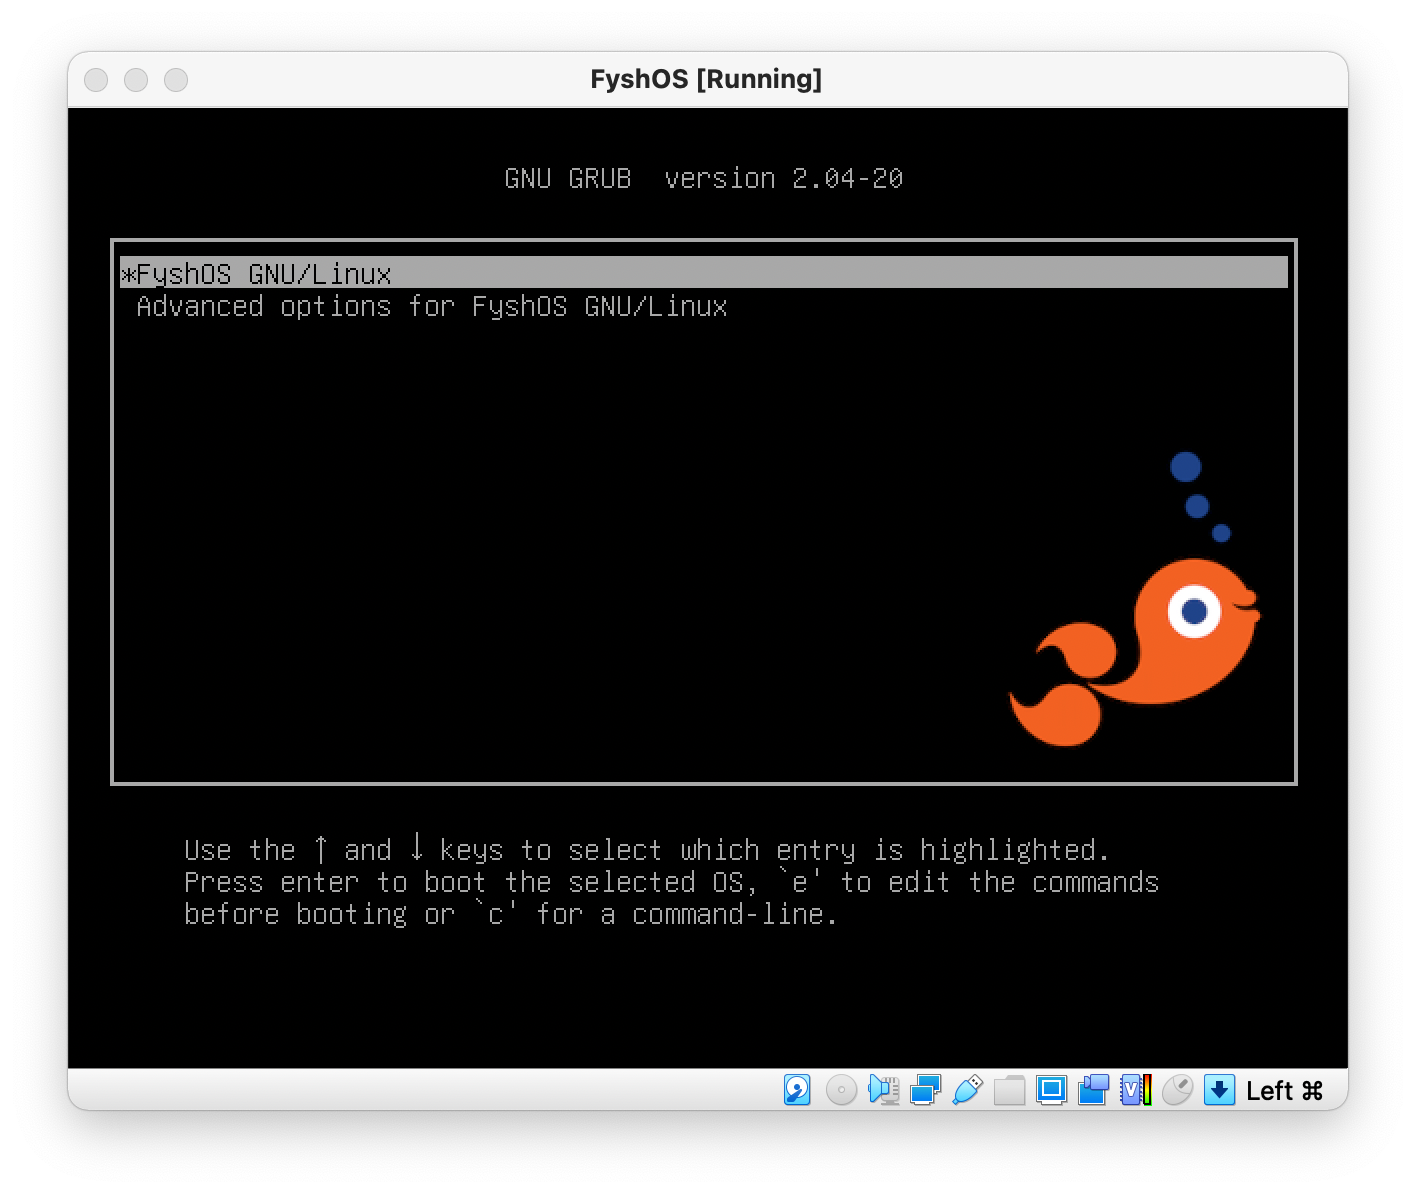 FyshOS [Running]
GNU GRUB  version 2.04-20
*FyshOS GNU/Linux
Advanced options for FyshOS GNU/Linux
Use the ↑ and ↓ keys to select which entry is highlighted.
Press enter to boot the selected OS, `e' to edit the commands
before booting or `c' for a command-line.
V
Left ⌘